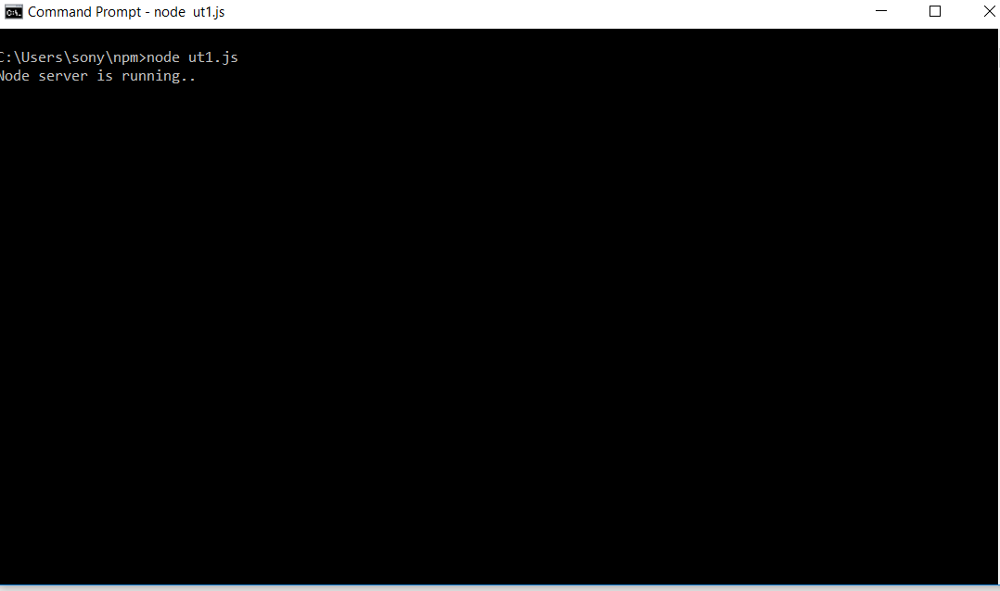 Command Prompt - node  ut1.js
C:\Users\sony\npm>node ut1.js
Node server is running..